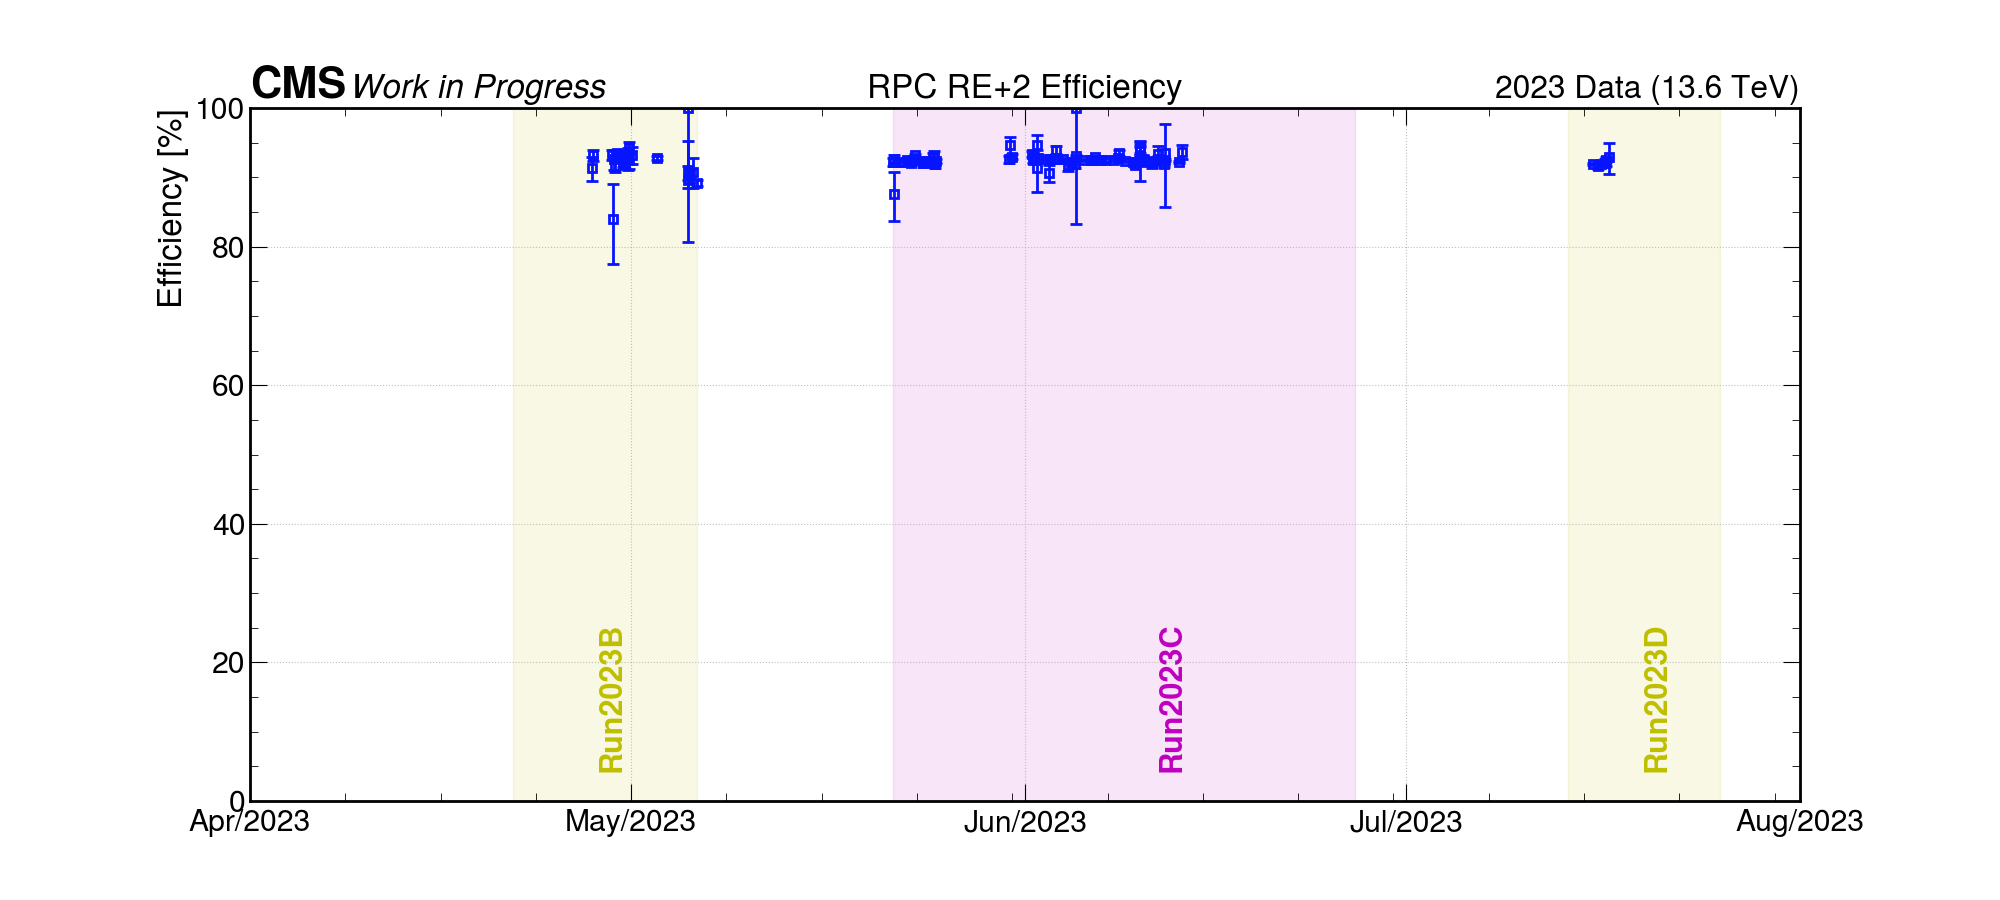 CMS Work in Progress RPC RE+2 Efficiency 2023 Data (13.6 TeV)
Efficiency [%]
100
80
60
40
20
0
Run2023B
Run2023C
Run2023D
Apr/2023 May/2023 Jun/2023 Jul/2023 Aug/2023